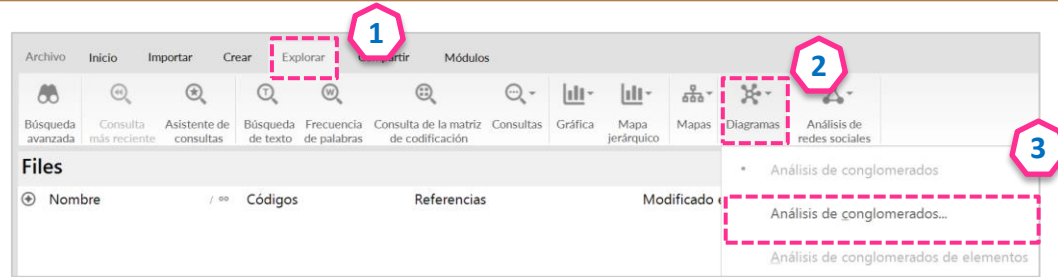 1
Archivo Inicio Importar Crear Explorar Compartir Módulos
2
Búsqueda avanzada
Consulta más reciente
Asistente de consultas
Búsqueda de texto
Frecuencia de palabras
Consulta de la matriz de codificación
Consultas
Gráfica
Mapa jerárquico
Mapas
Diagramas
Análisis de redes sociales
3
Files
Análisis de conglomerados
Nombre / Códigos Referencias Modificado
Análisis de conglomerados...
Análisis de conglomerados de elementos